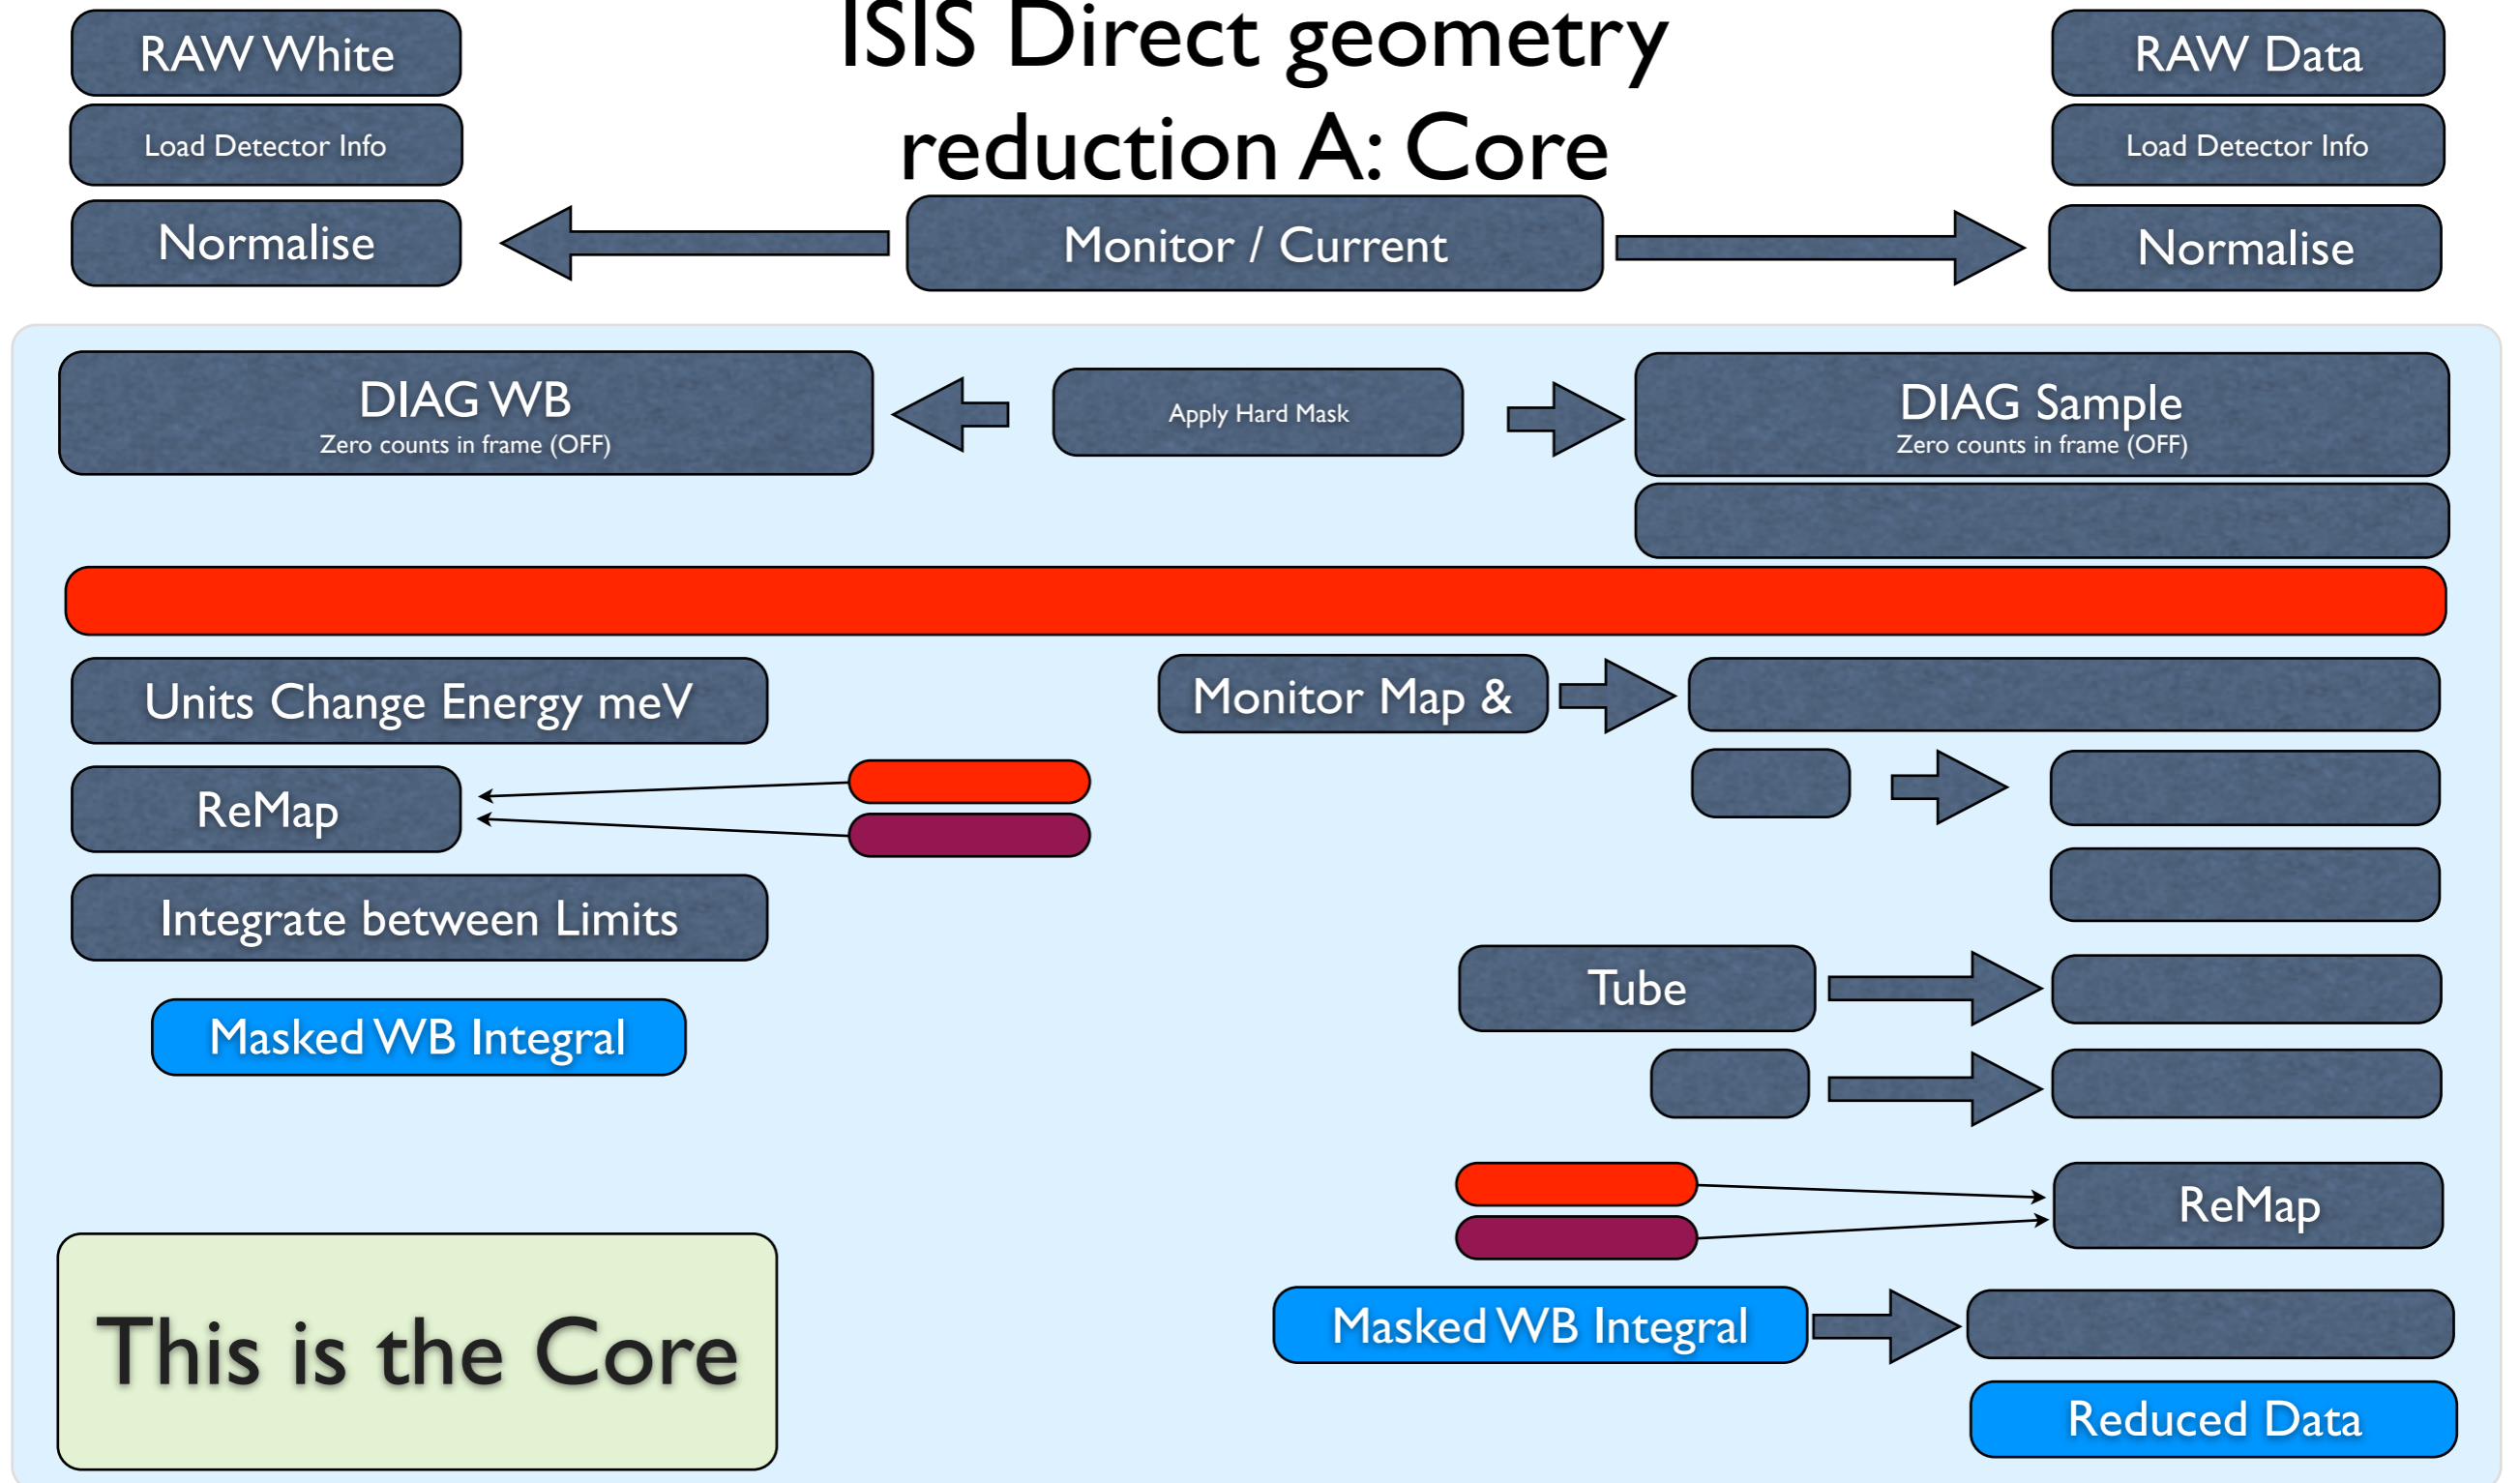 ISIS Direct geometry
reduction A: Core
RAW White
RAW Data
Load Detector Info
Load Detector Info
Normalise
Monitor / Current
Normalise
DIAG WB
Zero counts in frame (OFF)
Apply Hard Mask
DIAG Sample
Zero counts in frame (OFF)
Units Change Energy meV
Monitor Map &
ReMap
Integrate between Limits
Tube
Masked WB Integral
ReMap
This is the Core
Masked WB Integral
Reduced Data